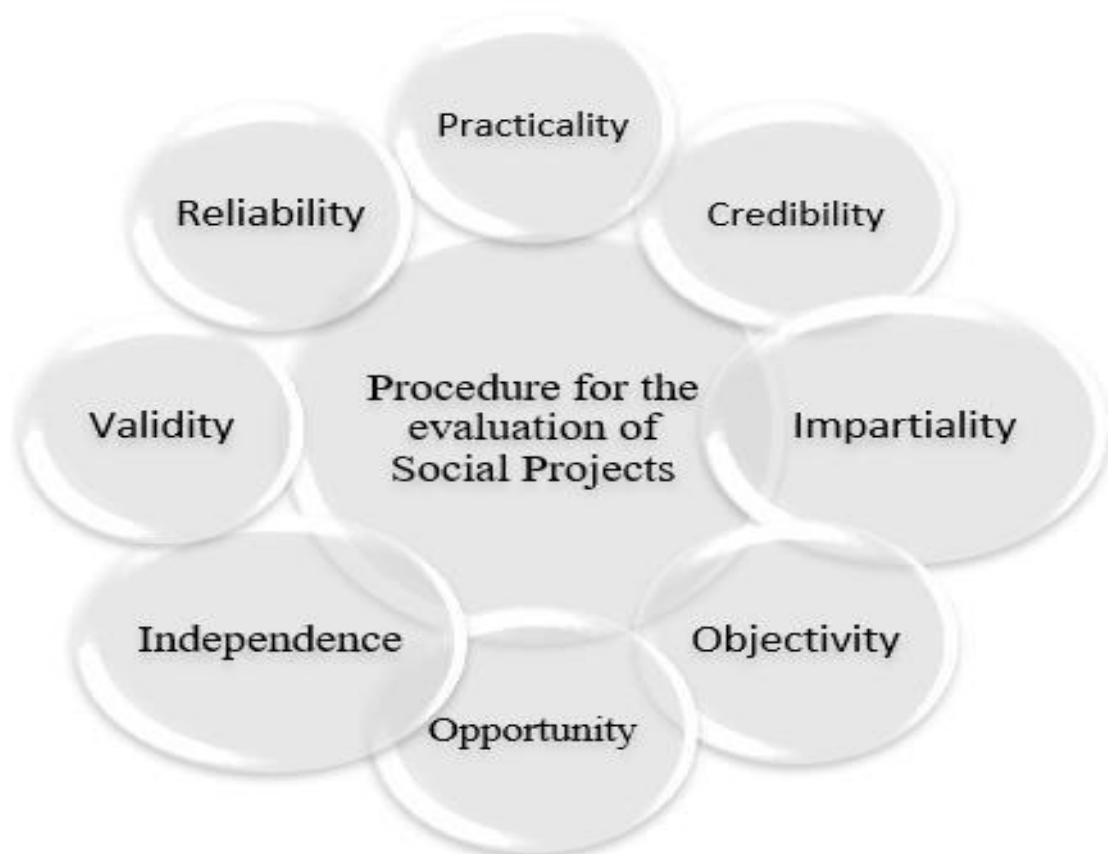 Practicality
Reliability
Credibility
Procedure for the
evaluation of
Social Projects
Validity
Impartiality
Independence
Objectivity
Opportunity